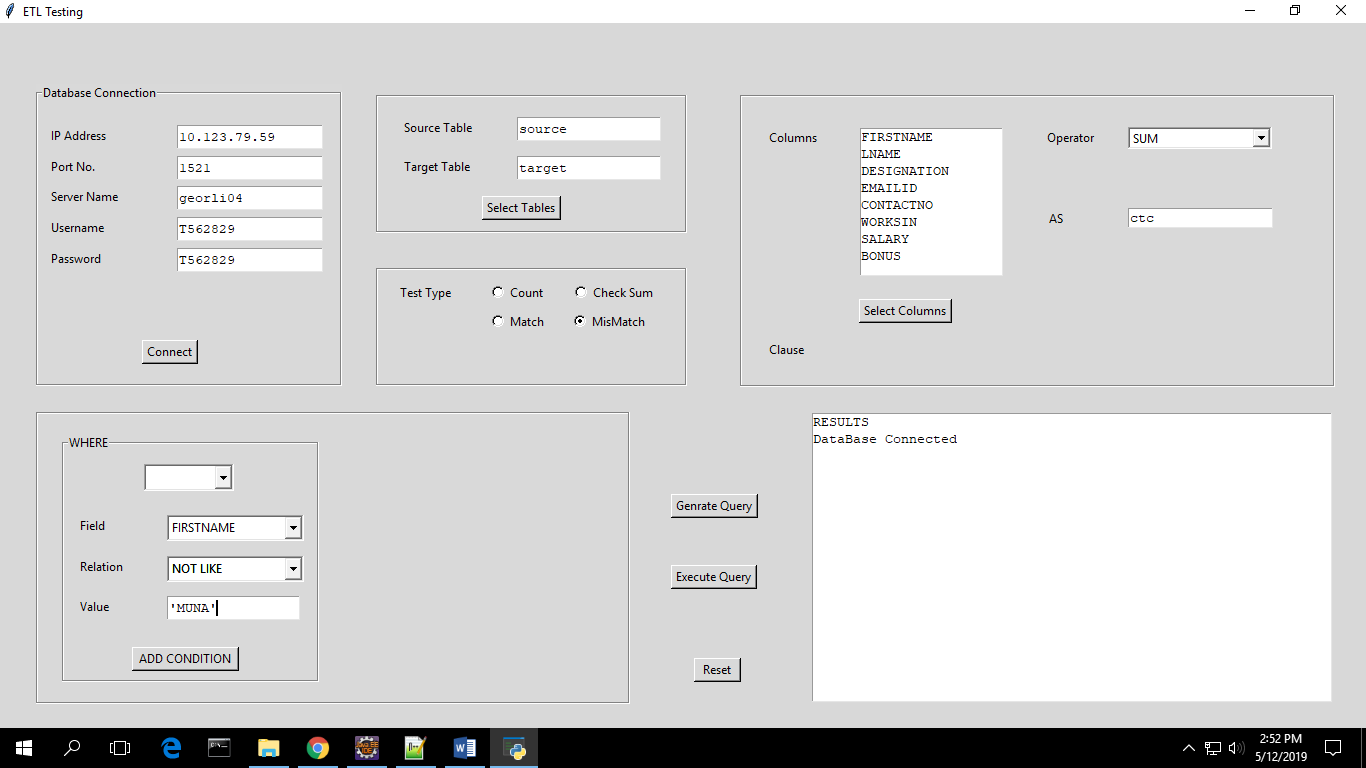 ETL Testing
Database Connection
IP Address 10.123.79.59
Port No. 1521
Server Name georli04
Username T562829
Password T562829
Connect
Source Table source
Target Table target
Select Tables
Test Type Count Check Sum
Match MisMatch
Columns
FIRSTNAME
LNAME
DESIGNATION
EMAILID
CONTACTNO
WORKSIN
SALARY
BONUS
Operator SUM
AS ctc
Select Columns
Clause
WHERE
Field FIRSTNAME
Relation NOT LIKE
Value 'MUNA'
ADD CONDITION
Genrate Query
Execute Query
Reset
RESULTS
DataBase Connected
2:52 PM
5/12/2019